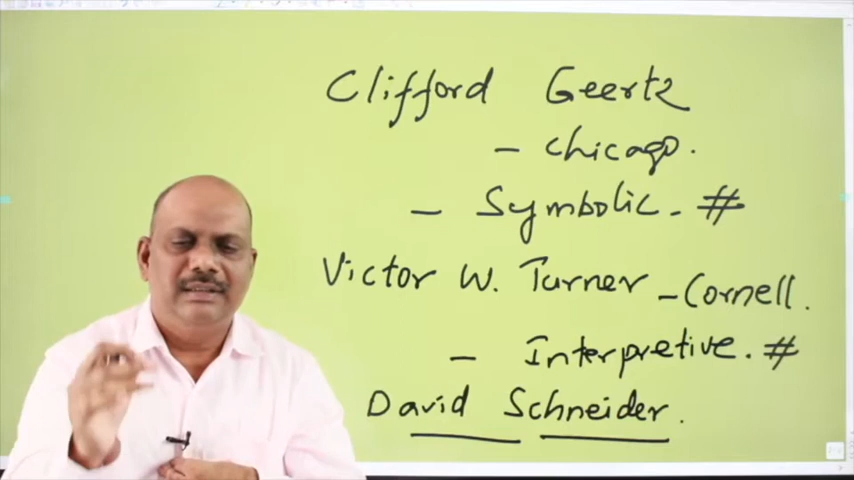 Clifford Geertz
- Chicago.
- Symbolic. #
Victor W. Turner - Cornell.
- Interpretive. #
David Schneider.